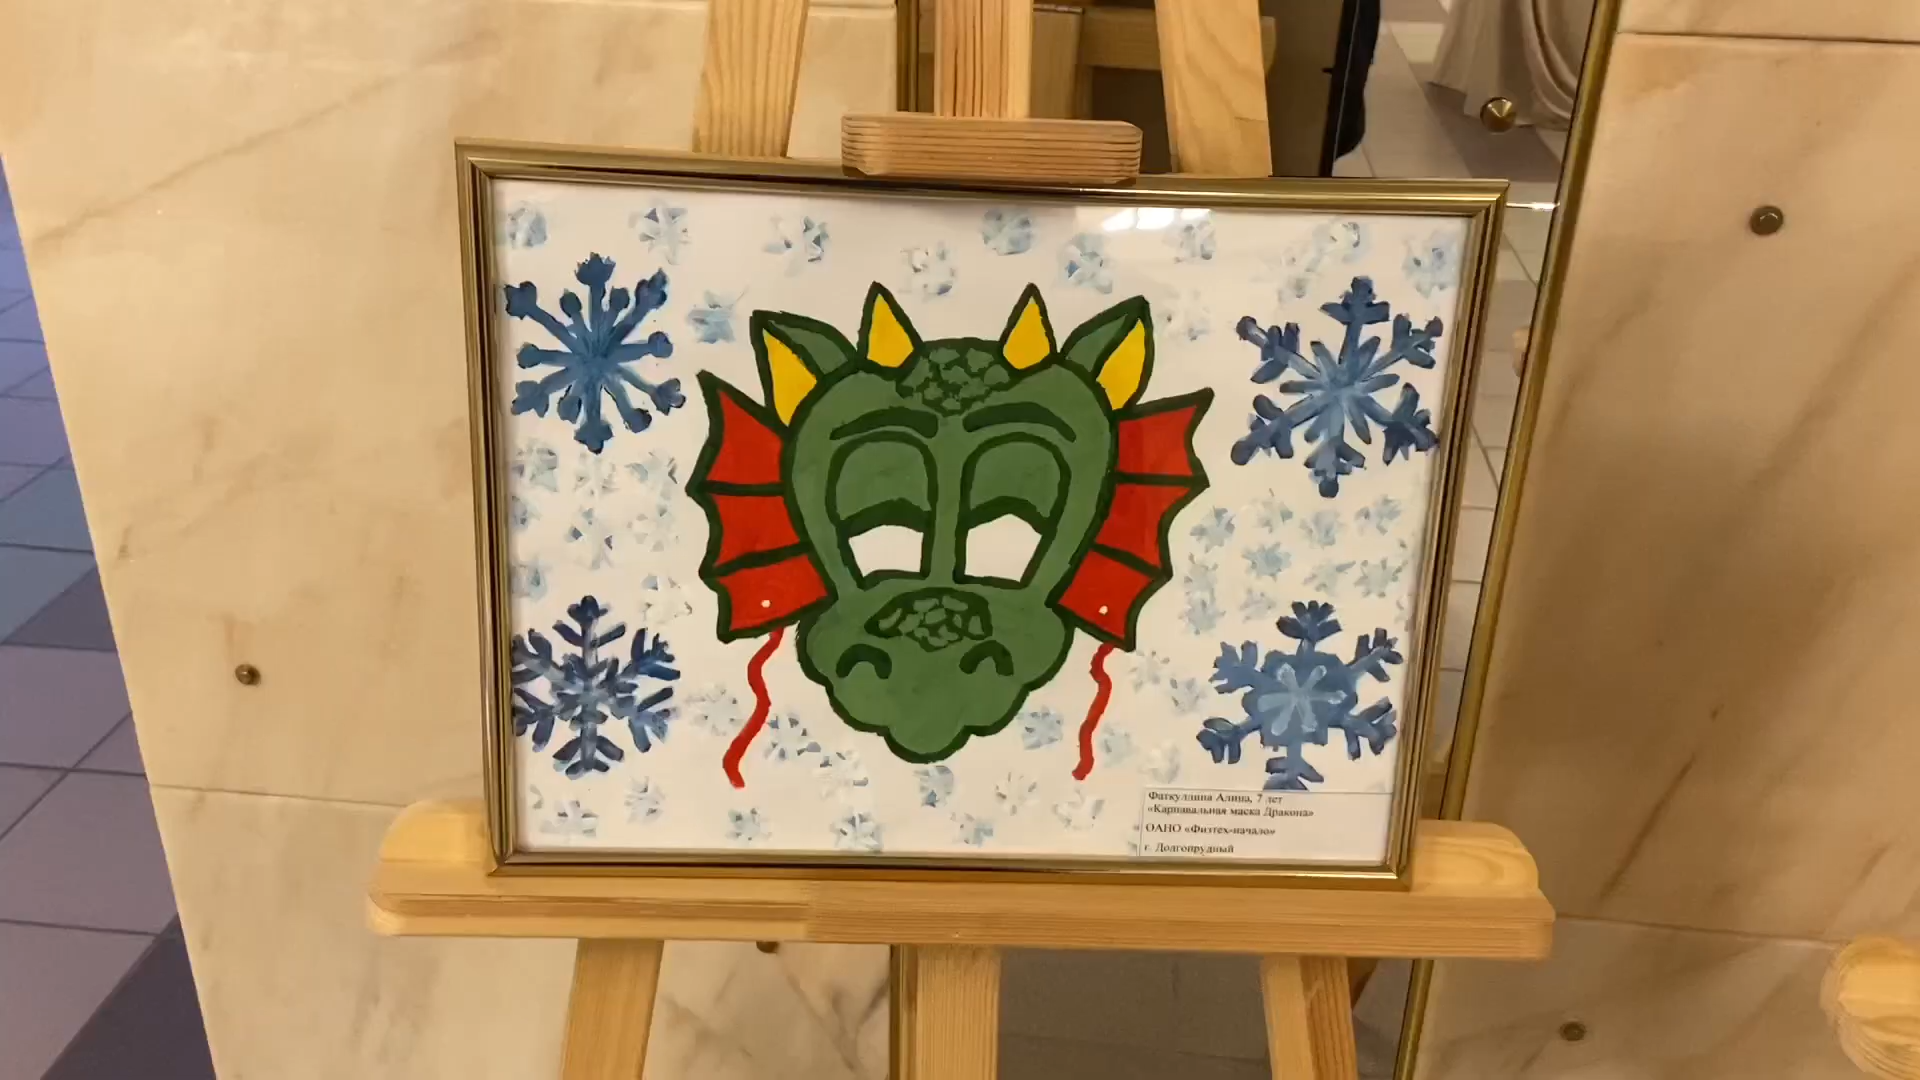 Фаткуллина Алина, 7 лет
«Карнавальная маска Дракона»
ОАНО «Физтех-начало»
г. Долгопрудный